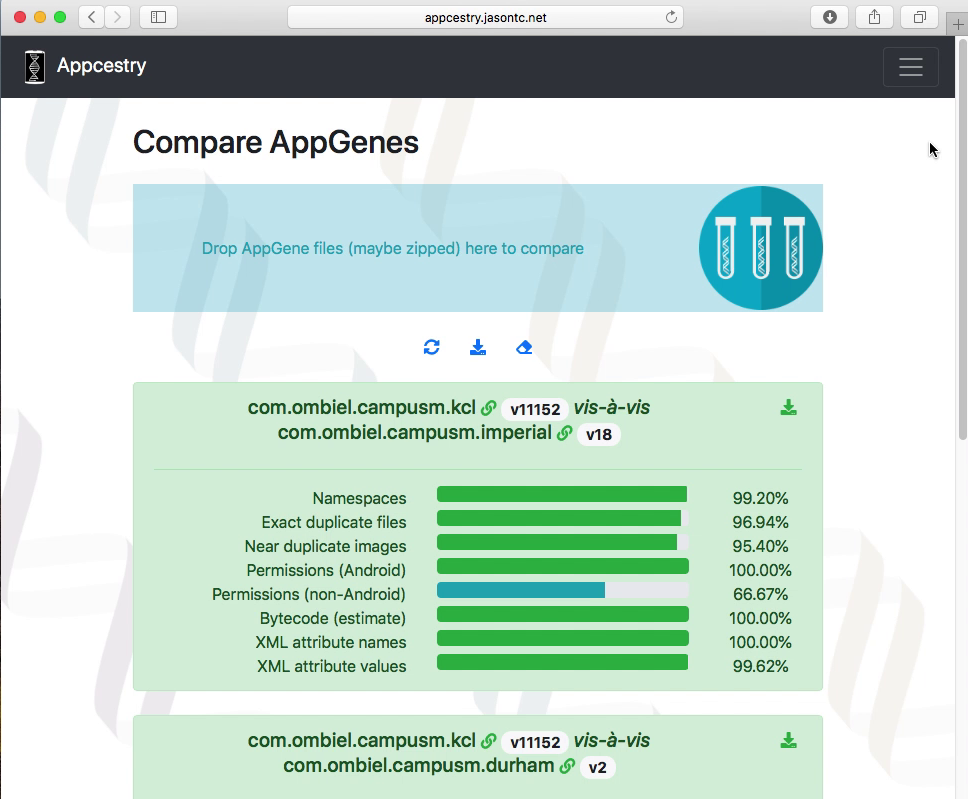 appcestry.jasontc.net
Appcestry
Compare AppGenes
Drop AppGene files (maybe zipped) here to compare
com.ombiel.campusm.kcl v11152 vis-à-vis
com.ombiel.campusm.imperial v18
Namespaces 99.20%
Exact duplicate files 96.94%
Near duplicate images 95.40%
Permissions (Android) 100.00%
Permissions (non-Android) 66.67%
Bytecode (estimate) 100.00%
XML attribute names 100.00%
XML attribute values 99.62%
com.ombiel.campusm.kcl v11152 vis-à-vis
com.ombiel.campusm.durham v2